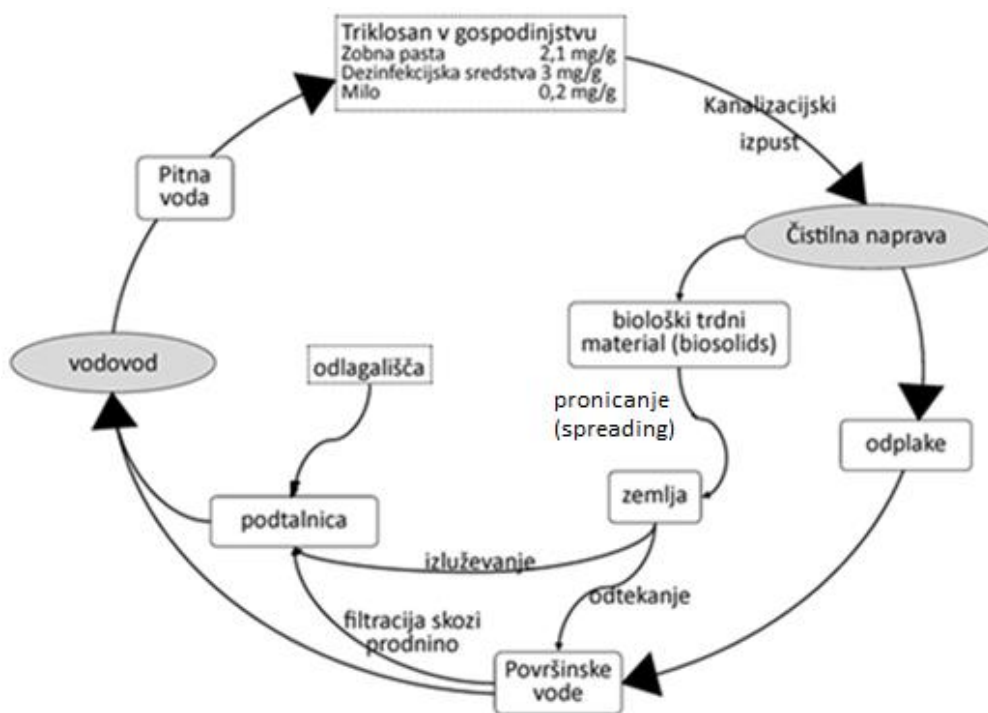 Triklosan v gospodinjstvu
Zobna pasta 2,1 mg/g
Dezinfekcijska sredstva 3 mg/g
Milo 0,2 mg/g
Kanalizacijski
izpust
Pitna
voda
Čistilna naprava
biološki trdni
material (biosolids)
vodovod
odlagališča
pronicanje
(spreading)
odplake
zemlja
podtalnica
izluževanje
odtekanje
filtracija skozi
prodnino
Površinske
vode